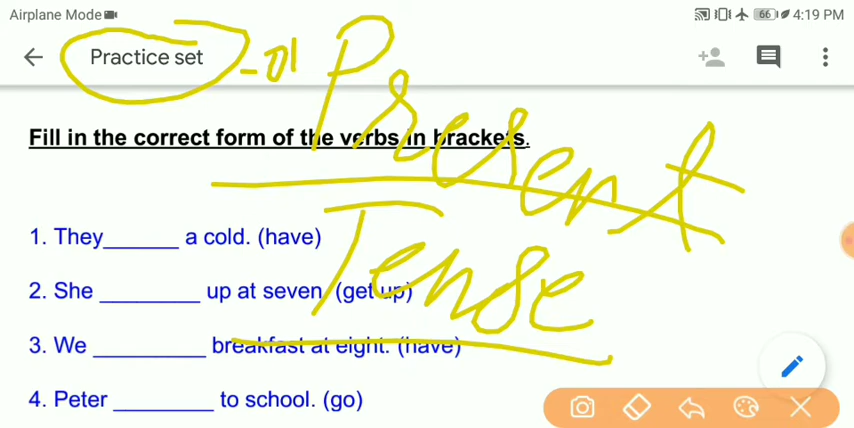 Airplane Mode 66 4:19 PM
Practice set -01
Present
Fill in the correct form of the verbs in brackets.
Tense
1. They______ a cold. (have)
2. She ________ up at seven. (get up)
3. We _________ breakfast at eight. (have)
4. Peter ________ to school. (go)